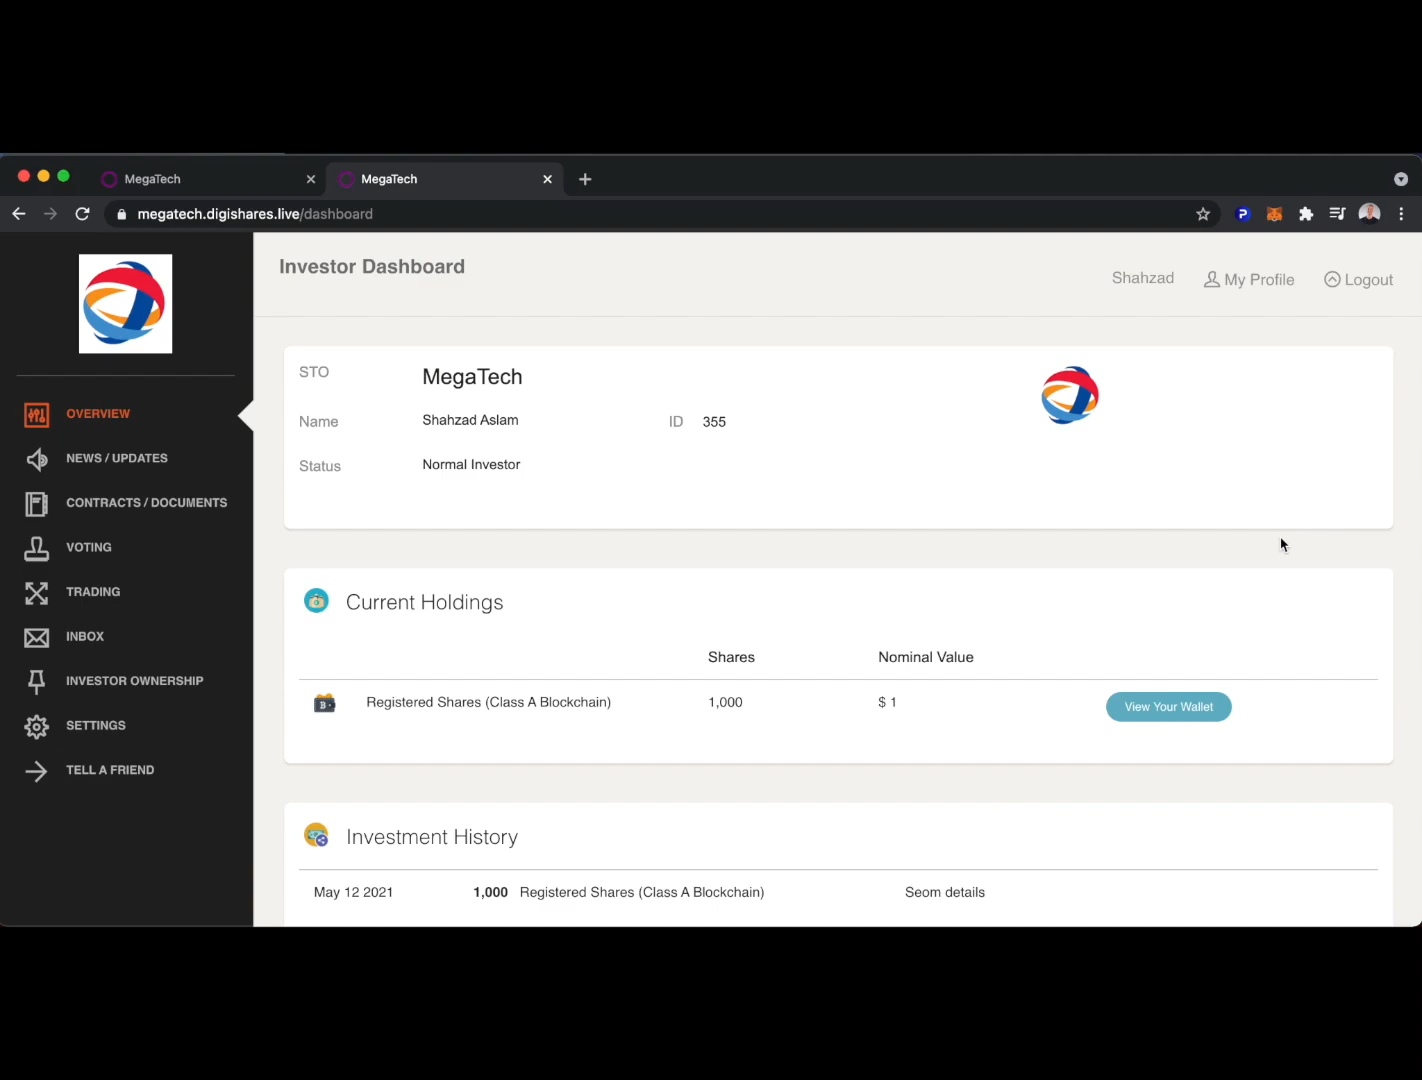 MegaTech
MegaTech
megatech.digishares.live/dashboard
Investor Dashboard
Shahzad
My Profile
Logout
OVERVIEW
NEWS / UPDATES
CONTRACTS / DOCUMENTS
VOTING
TRADING
INBOX
INVESTOR OWNERSHIP
SETTINGS
TELL A FRIEND
STO MegaTech
Name Shahzad Aslam ID 355
Status Normal Investor
Current Holdings
Shares Nominal Value
Registered Shares (Class A Blockchain) 1,000 $ 1 View Your Wallet
Investment History
May 12 2021 1,000 Registered Shares (Class A Blockchain) Seom details